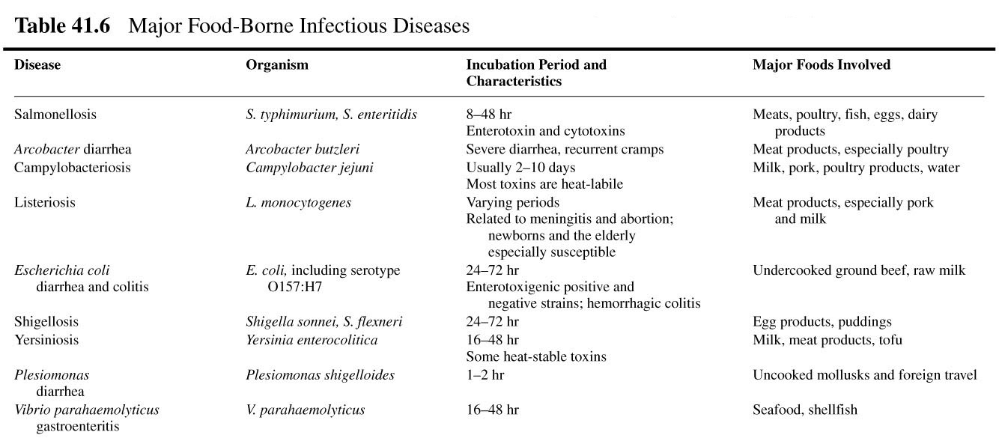 Table 41.6 Major Food-Borne Infectious Diseases
Disease Organism Incubation Period and Characteristics Major Foods Involved
Salmonellosis S. typhimurium, S. enteritidis 8–48 hr Meats, poultry, fish, eggs, dairy
Enterotoxin and cytotoxins products
Arcobacter diarrhea Arcobacter butzleri Severe diarrhea, recurrent cramps Meat products, especially poultry
Campylobacteriosis Campylobacter jejuni Usually 2–10 days Milk, pork, poultry products, water
Most toxins are heat-labile
Listeriosis L. monocytogenes Varying periods Meat products, especially pork
Related to meningitis and abortion; and milk
newborns and the elderly
especially susceptible
Escherichia coli E. coli, including serotype 24–72 hr Undercooked ground beef, raw milk
diarrhea and colitis O157:H7 Enterotoxigenic positive and
negative strains; hemorrhagic colitis
Shigellosis Shigella sonnei, S. flexneri 24–72 hr Egg products, puddings
Yersiniosis Yersinia enterocolitica 16–48 hr Milk, meat products, tofu
Some heat-stable toxins
Plesiomonas Plesiomonas shigelloides 1–2 hr Uncooked mollusks and foreign travel
diarrhea
Vibrio parahaemolyticus V. parahaemolyticus 16–48 hr Seafood, shellfish
gastroenteritis